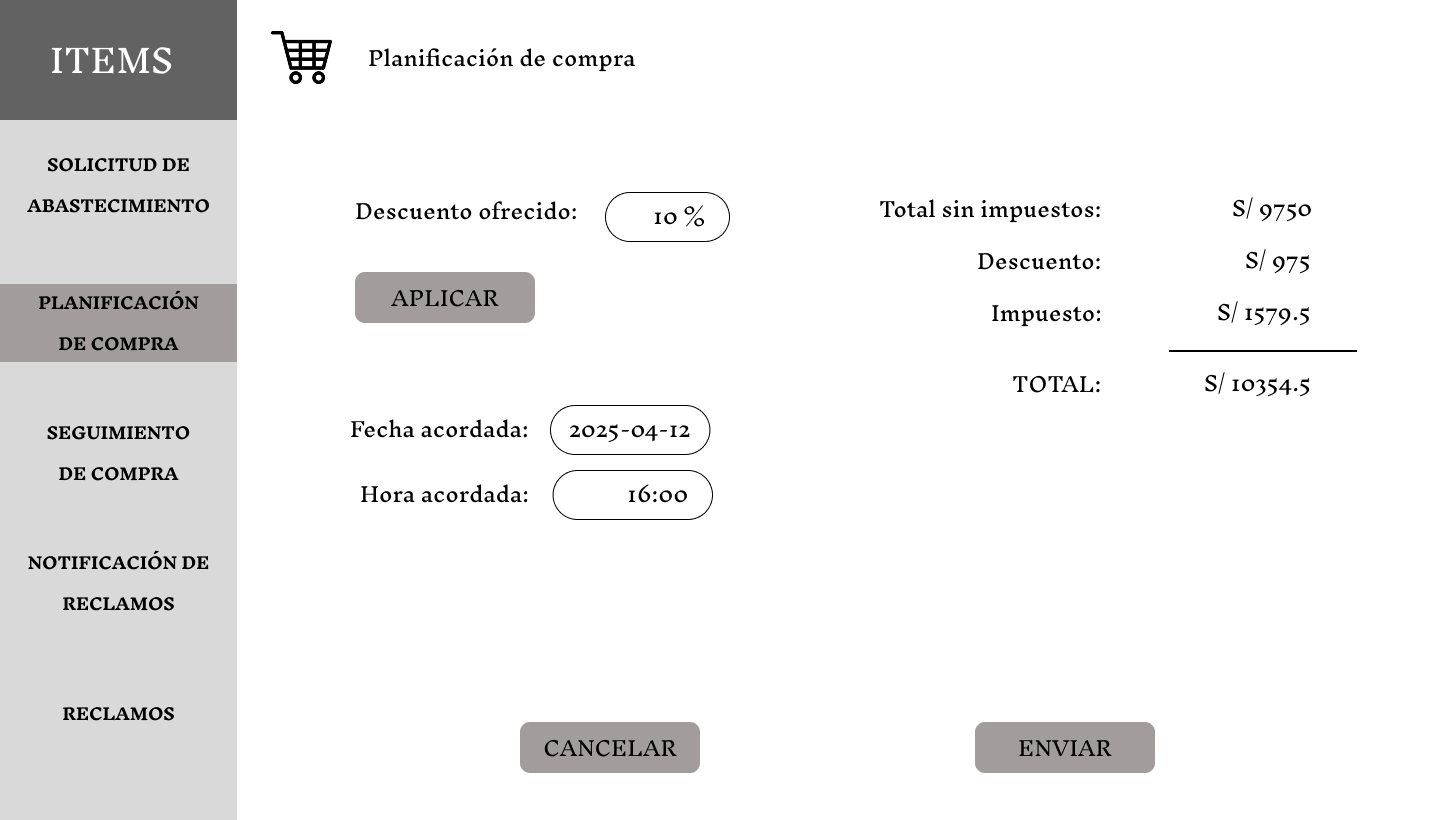 ITEMS
SOLICITUD DE
ABASTECIMIENTO
PLANIFICACIÓN
DE COMPRA
SEGUIMIENTO
DE COMPRA
NOTIFICACIÓN DE
RECLAMOS
RECLAMOS
Planificación de compra
Descuento ofrecido: 10 %
APLICAR
Fecha acordada: 2025-04-12
Hora acordada: 16:00
Total sin impuestos: S/ 9750
Descuento: S/ 975
Impuesto: S/ 1579.5
TOTAL: S/ 10354.5
CANCELAR
ENVIAR